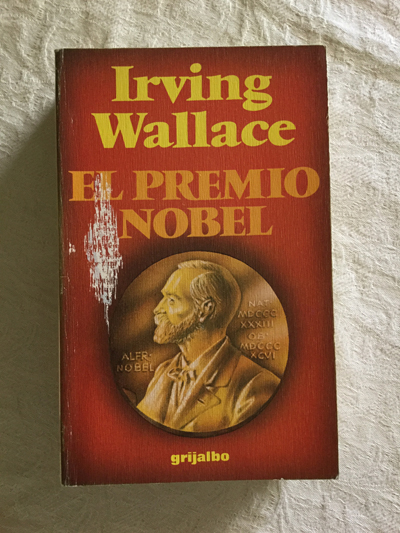 Irving
Wallace
EL PREMIO
NOBEL
ALFR·
NOBEL
NAT.
MDCCC
XXXIII
OB.
MDCCC
XCVI
grijalbo